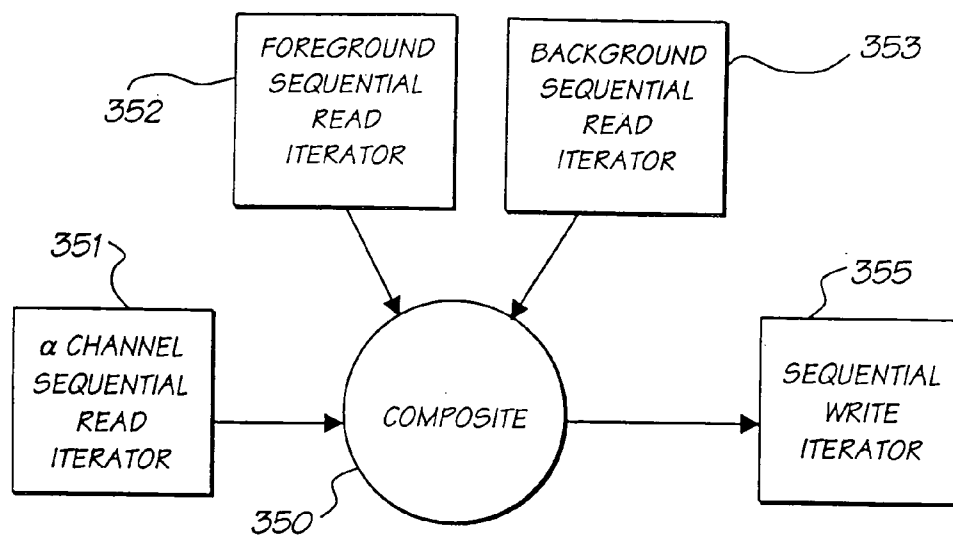 FOREGROUND
SEQUENTIAL
READ
ITERATOR
352
BACKGROUND
SEQUENTIAL
READ
ITERATOR
353
351
α CHANNEL
SEQUENTIAL
READ
ITERATOR
COMPOSITE
350
355
SEQUENTIAL
WRITE
ITERATOR